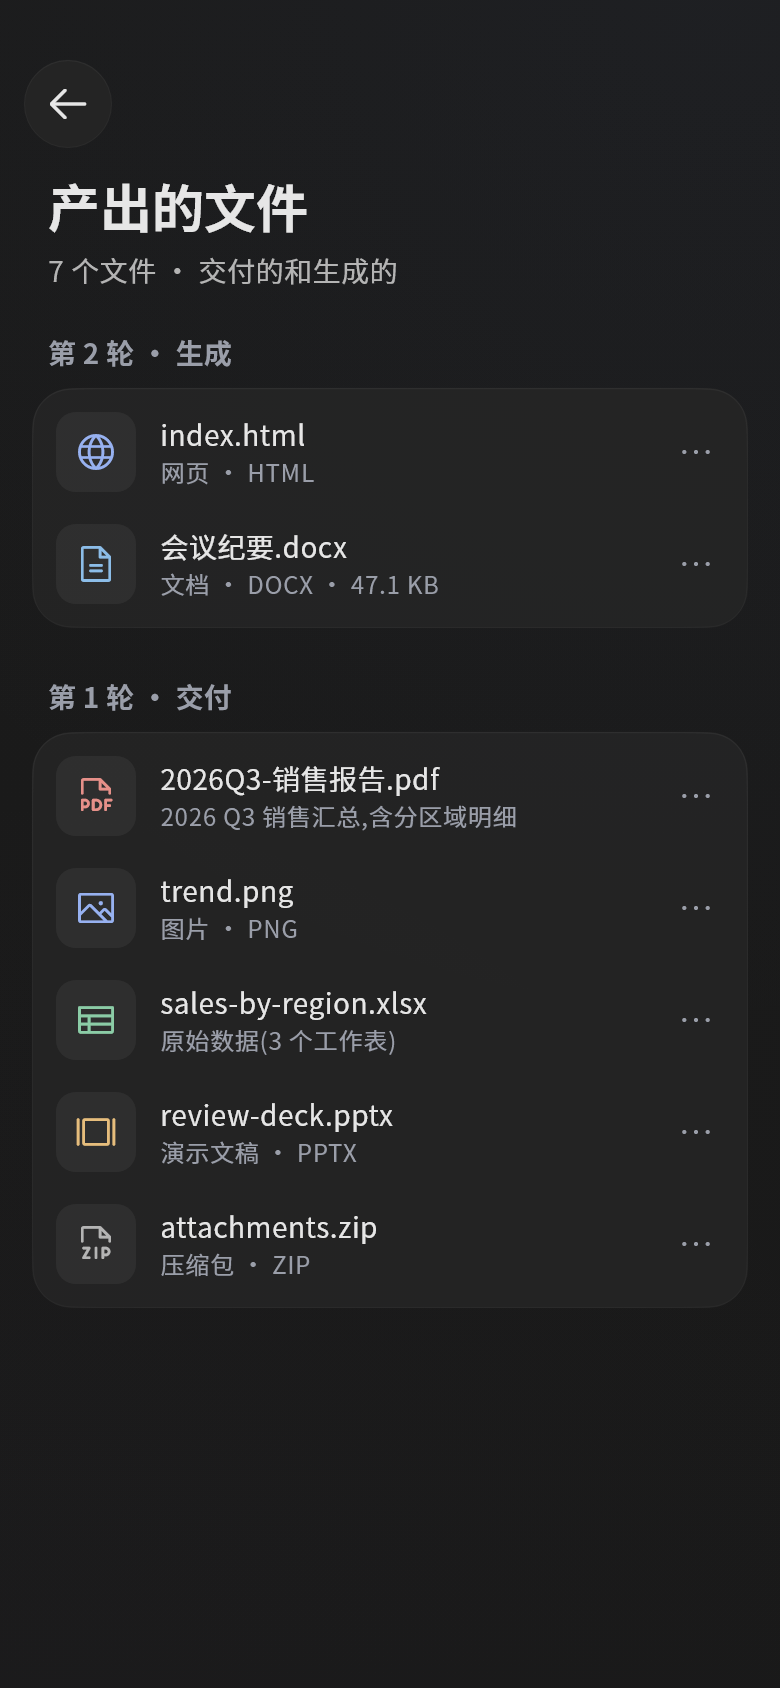 产出的文件
7 个文件 • 交付的和生成的
第 2 轮 • 生成
index.html
网页 • HTML
会议纪要.docx
文档 • DOCX • 47.1 KB
第 1 轮 • 交付
PDF
2026Q3-销售报告.pdf
2026 Q3 销售汇总,含分区域明细
trend.png
图片 • PNG
sales-by-region.xlsx
原始数据(3 个工作表)
review-deck.pptx
演示文稿 • PPTX
ZIP
attachments.zip
压缩包 • ZIP